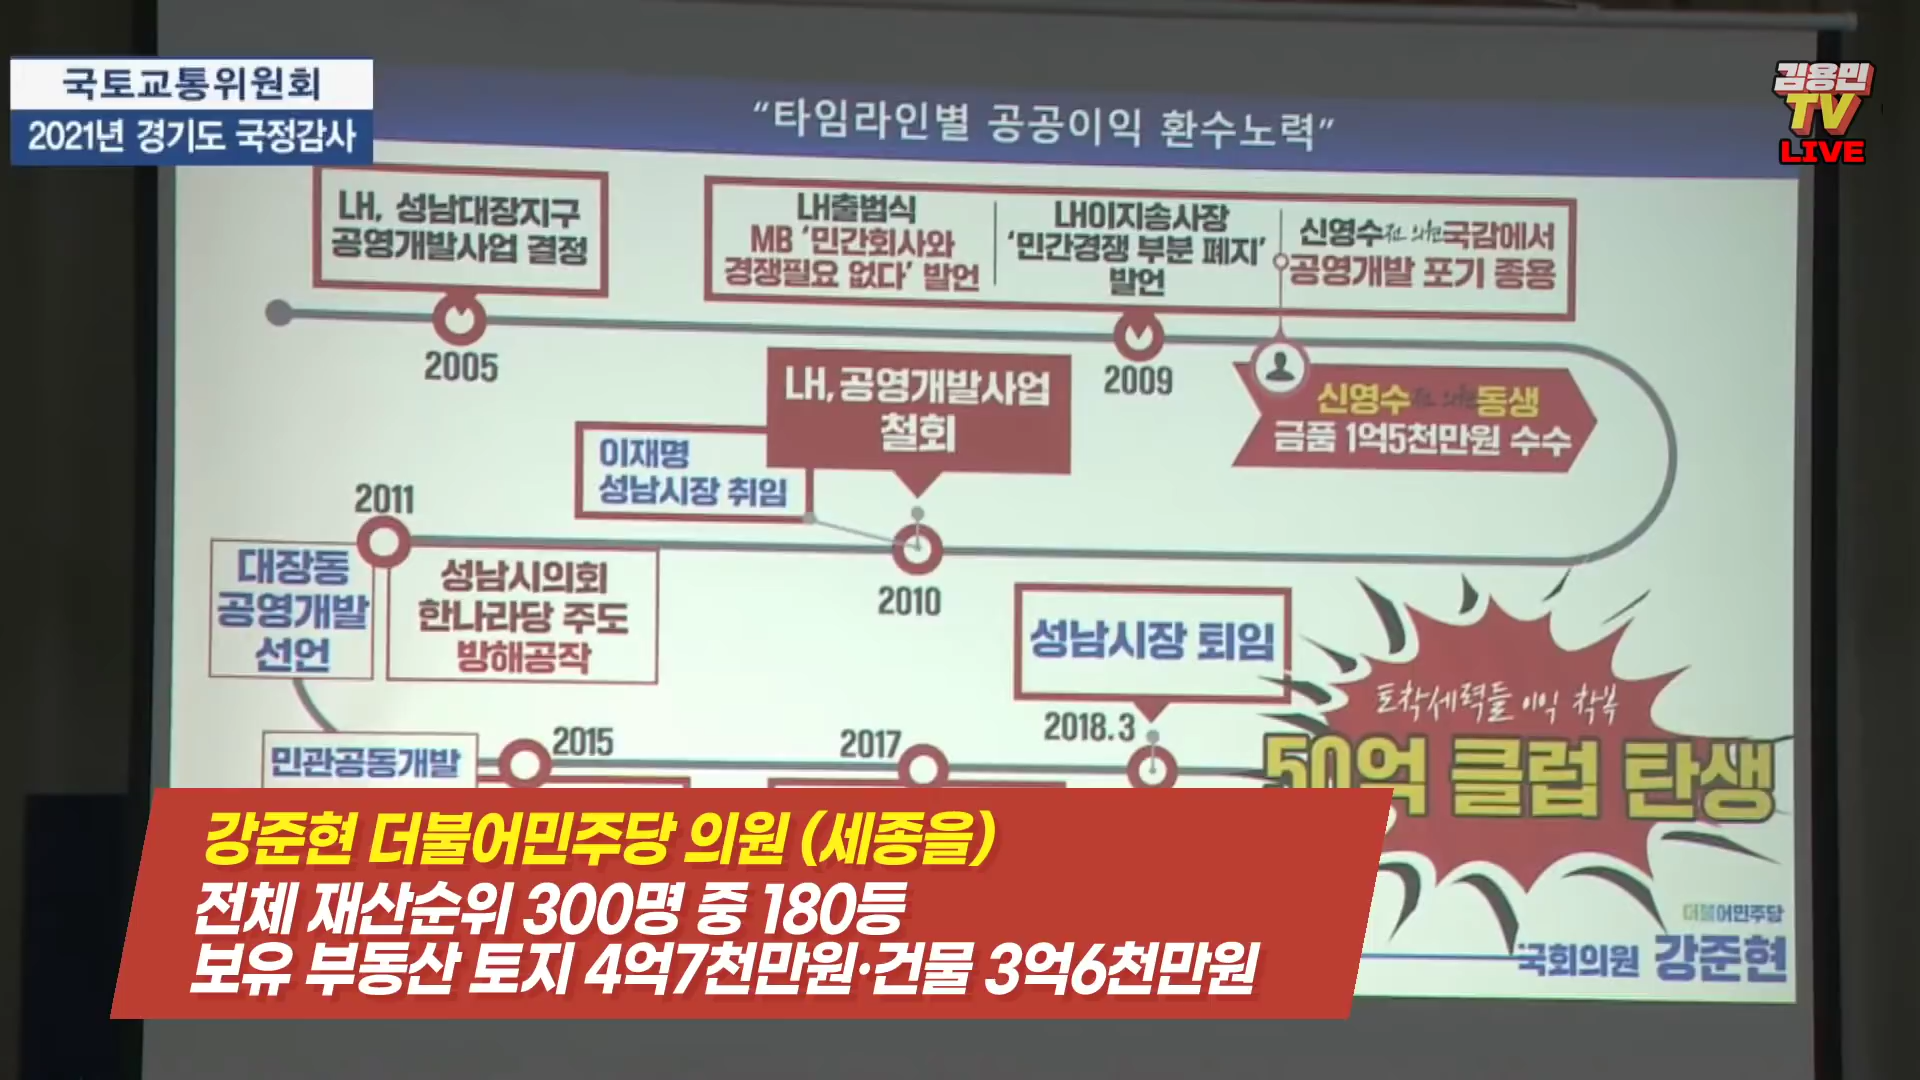 국토교통위원회
2021년 경기도 국정감사
김용민
TV
LIVE
“타임라인별 공공이익 환수노력”
LH, 성남대장지구
공영개발사업 결정
LH출범식
MB ‘민간회사와
경쟁필요 없다’ 발언
LH이지송사장
‘민간경쟁 부분 폐지’
발언
신영수전 의원국감에서
공영개발 포기 종용
2005
2009
신영수전 의원동생
금품 1억5천만원 수수
LH, 공영개발사업
철회
이재명
성남시장 취임
2011
2010
대장동
공영개발
선언
성남시의회
한나라당 주도
방해공작
성남시장 퇴임
민관공동개발
2015
2017
2018.3
토착세력들 이익 착복
50억 클럽 탄생
강준현 더불어민주당 의원 (세종을)
전체 재산순위 300명 중 180등
보유 부동산 토지 4억7천만원·건물 3억6천만원
더불어민주당
국회의원 강준현